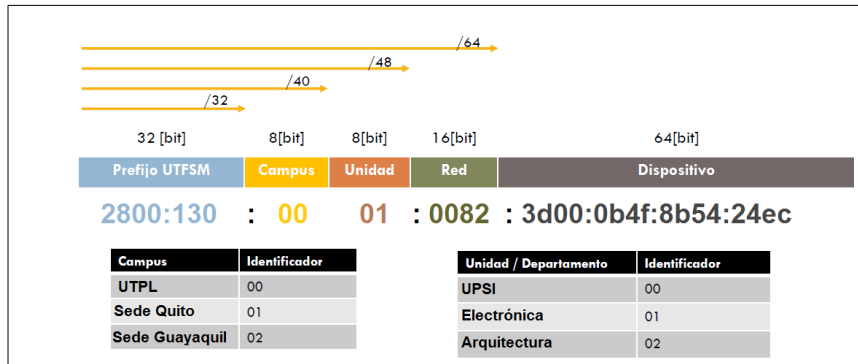 /64
/48
/40
/32
32 [bit] 8[bit] 8[bit] 16[bit] 64[bit]
Prefijo UTFSM Campus Unidad Red Dispositivo
2800:130 : 00 01 : 0082 : 3d00:0b4f:8b54:24ec
Campus Identificador
UTPL 00
Sede Quito 01
Sede Guayaquil 02
Unidad / Departamento Identificador
UPSI 00
Electrónica 01
Arquitectura 02